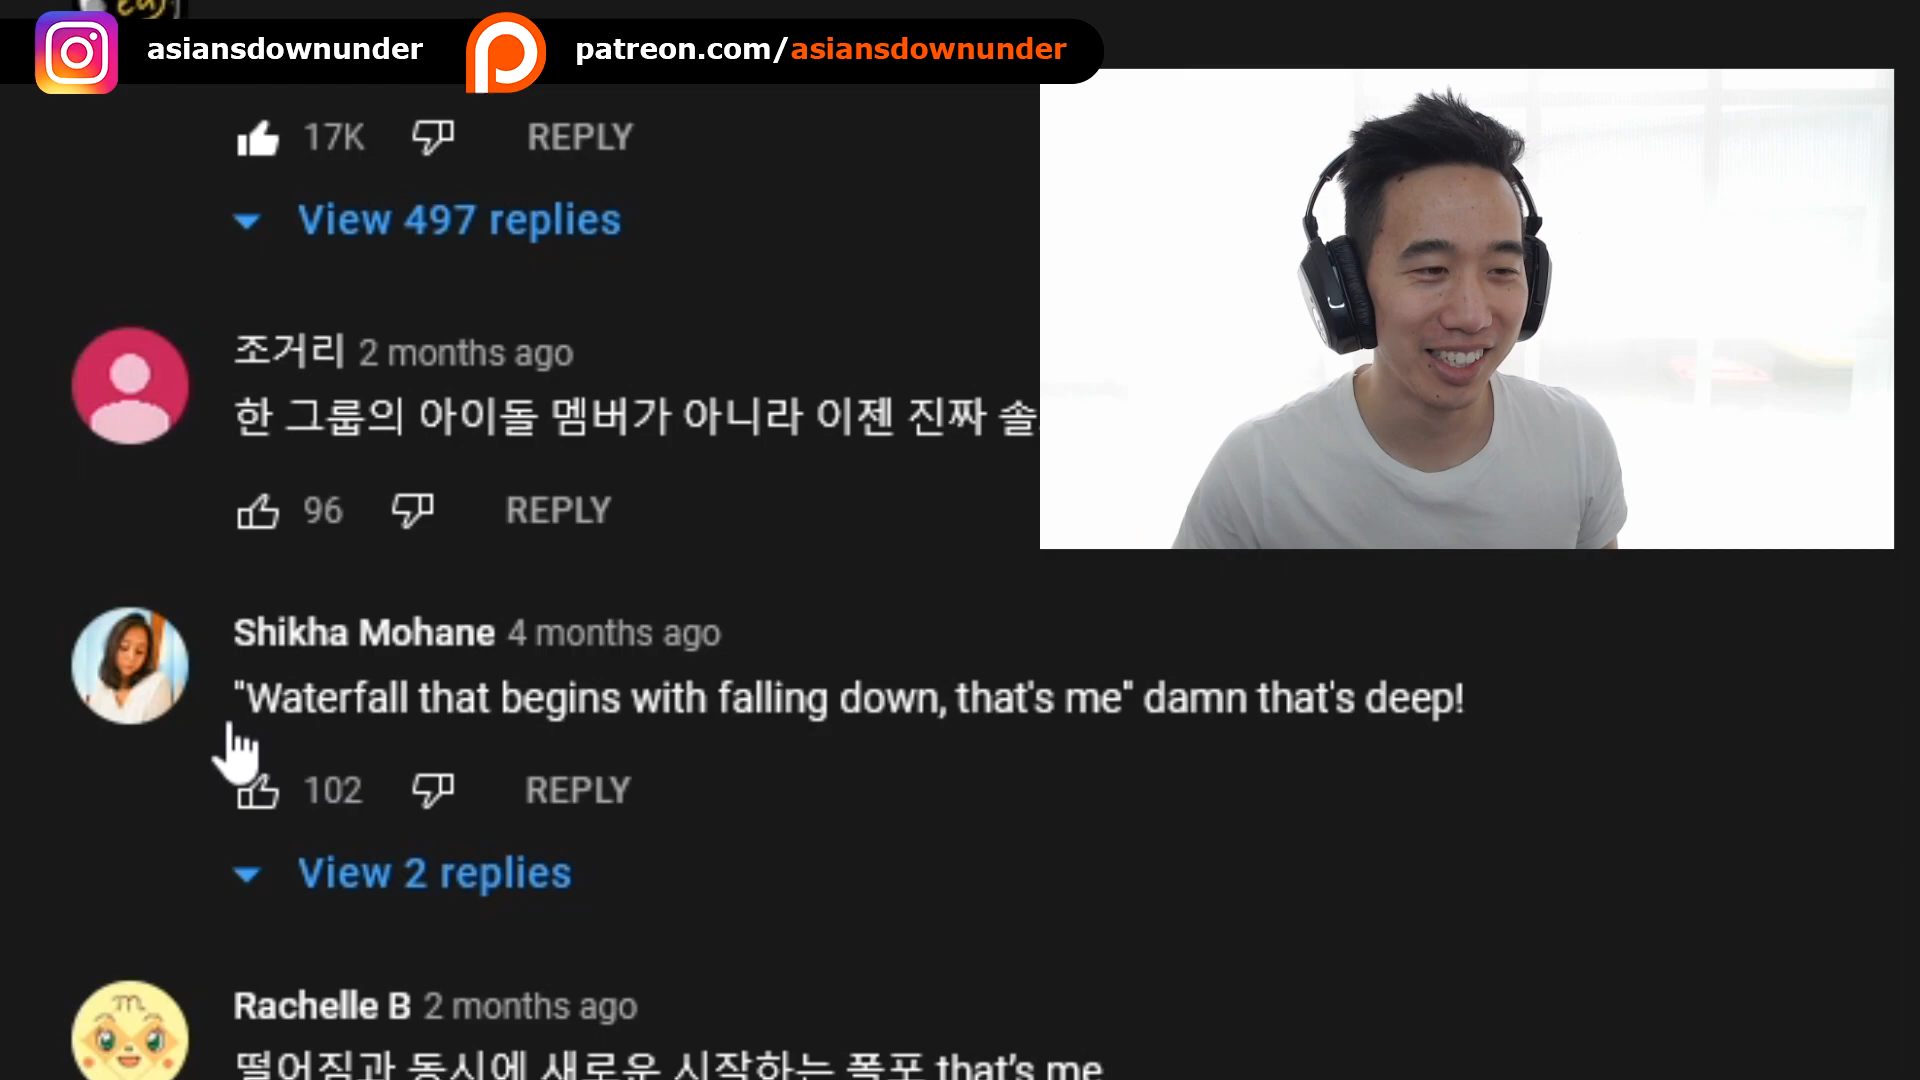 asiansdownunder
patreon.com/asiansdownunder
17K REPLY
View 497 replies
조거리 2 months ago
한 그룹의 아이돌 멤버가 아니라 이젠 진짜 솔
96 REPLY
Shikha Mohane 4 months ago
"Waterfall that begins with falling down, that's me" damn that's deep!
102 REPLY
View 2 replies
Rachelle B 2 months ago
떨어짐과 동시에 새로운 시작하는 폭포 that's me